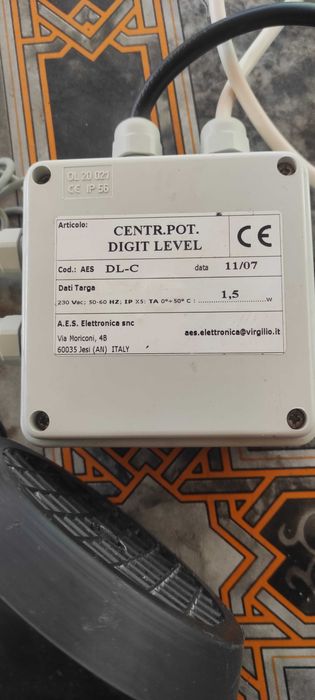 DL 20 021
CE IP 56
Articolo: CENTR.POT.
DIGIT LEVEL
CE
Cod.: AES DL-C data 11/07
Dati Targa
230 Vac; 50-60 HZ; IP X5: TA 0°÷50° C : ........1,5........W
A.E.S. Elettronica snc
Via Moriconi, 4B
60035 Jesi (AN) ITALY
aes.elettronica@virgilio.it